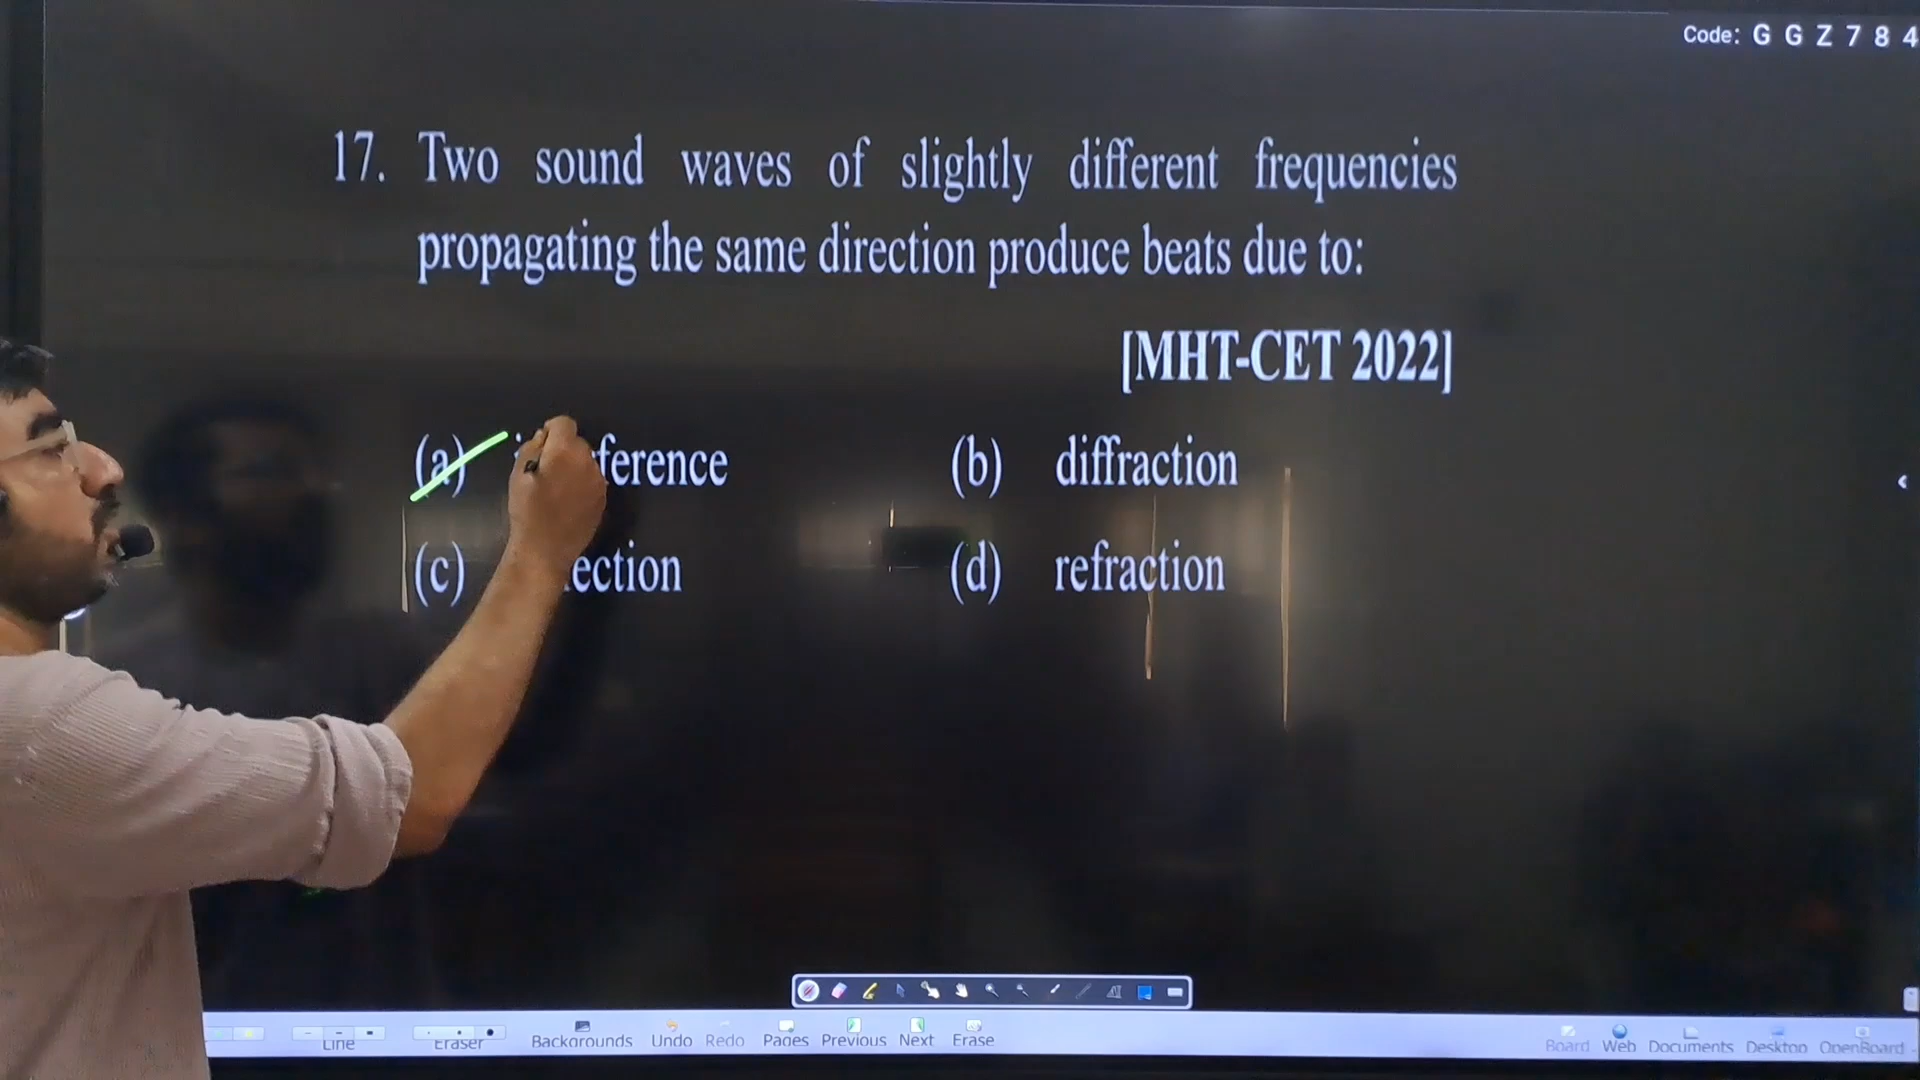 Code: G G Z 7 8 4
17. Two sound waves of slightly different frequencies
propagating the same direction produce beats due to:
[MHT-CET 2022]
(a) (b) diffraction
(c) (d) refraction
Line Eraser Backgrounds Undo Redo Pages Previous Next Erase Board Web Documents Desktop OpenBoard